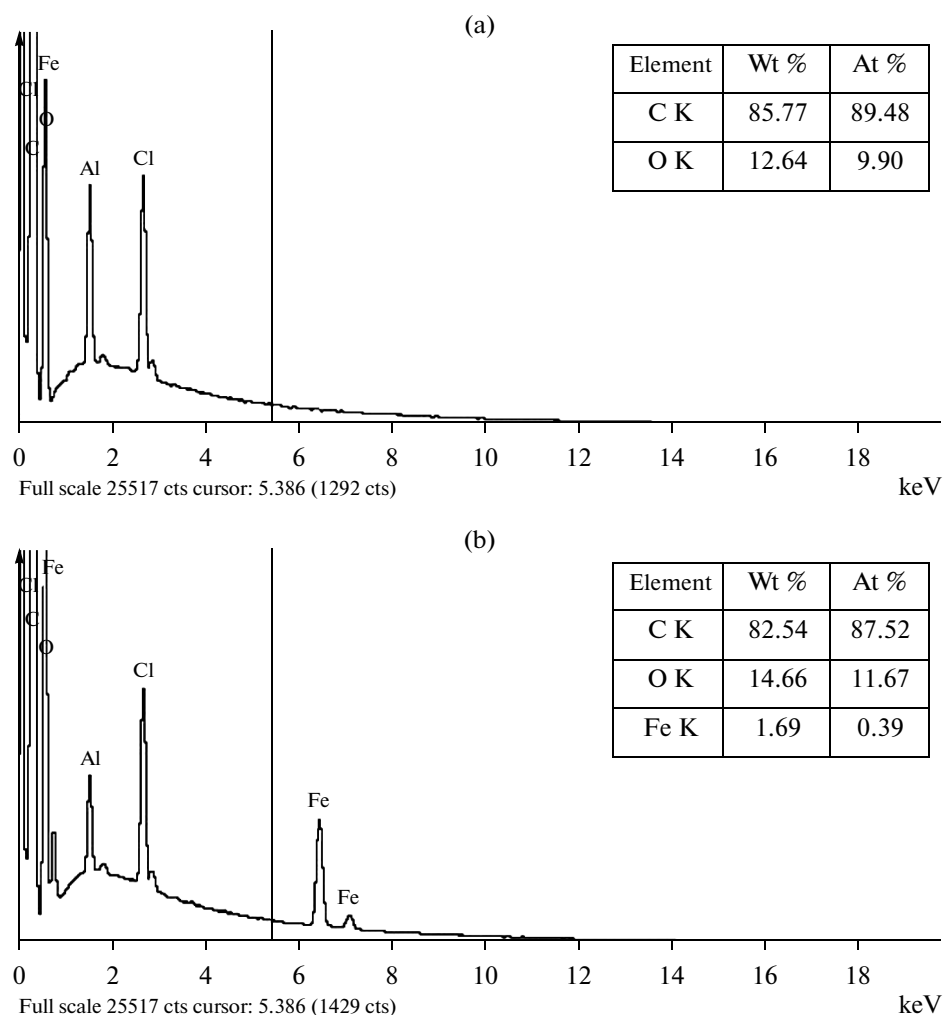 (a)
Fe
Cl
O
C
Al
Cl
Element Wt % At %
C K 85.77 89.48
O K 12.64 9.90
0 2 4 6 8 10 12 14 16 18
keV
Full scale 25517 cts cursor: 5.386 (1292 cts)
(b)
Fe
Cl
C
O
Cl
Al
Fe
Fe
Element Wt % At %
C K 82.54 87.52
O K 14.66 11.67
Fe K 1.69 0.39
0 2 4 6 8 10 12 14 16 18
keV
Full scale 25517 cts cursor: 5.386 (1429 cts)